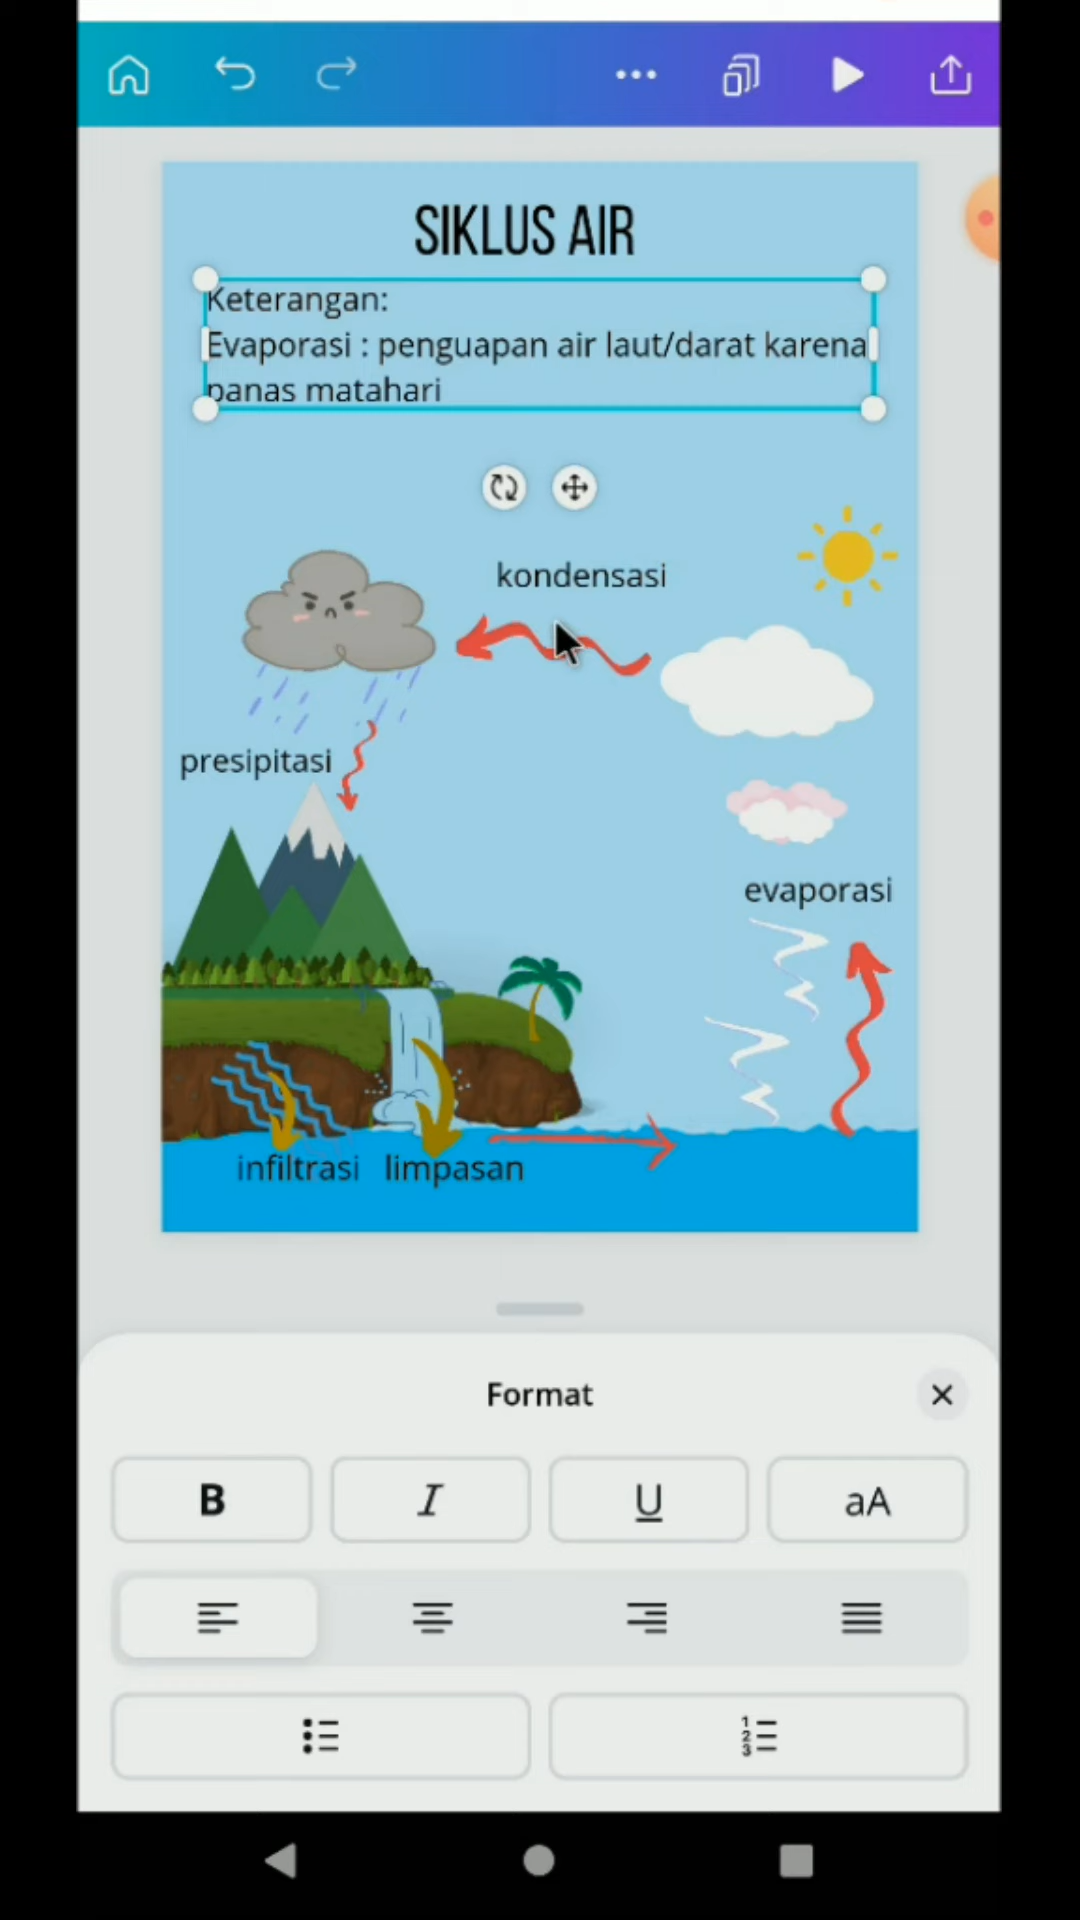 SIKLUS AIR
Keterangan:
Evaporasi : penguapan air laut/darat karena
panas matahari
kondensasi
presipitasi
evaporasi
infiltrasi
limpasan
Format
B
I
U
aA